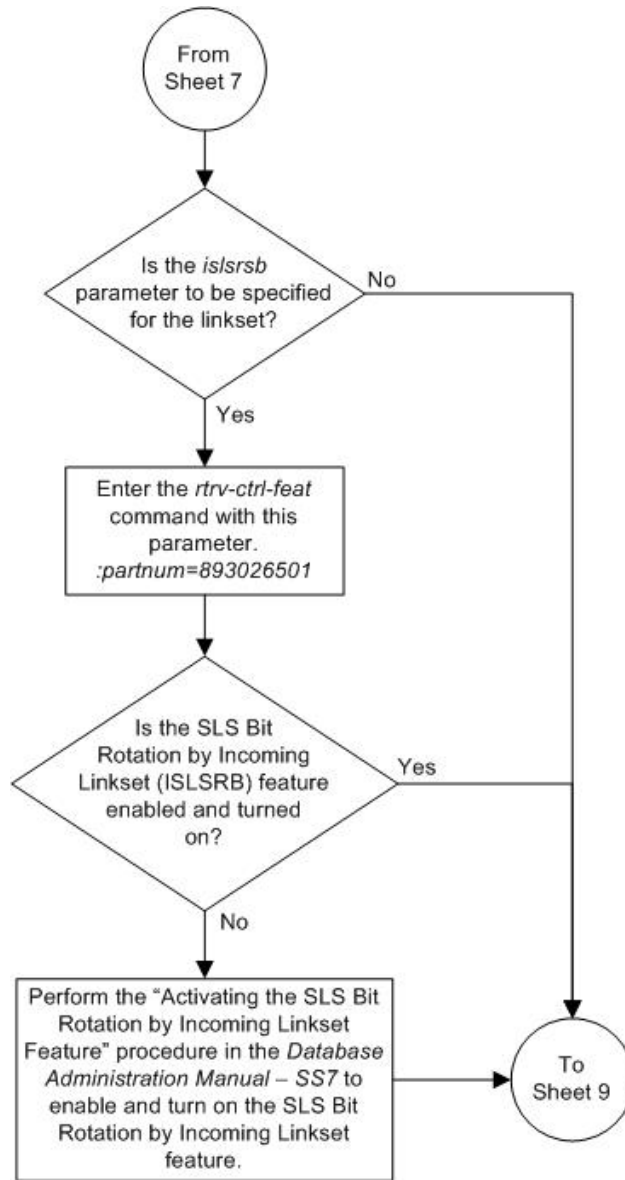 From
Sheet 7
Is the islsrsb
parameter to be specified
for the linkset?
No
Yes
Enter the rtrv-ctrl-feat
command with this
parameter.
:partnum=893026501
Is the SLS Bit
Rotation by Incoming
Linkset (ISLSRB) feature
enabled and turned
on?
Yes
No
Perform the “Activating the SLS Bit
Rotation by Incoming Linkset
Feature” procedure in the Database
Administration Manual – SS7 to
enable and turn on the SLS Bit
Rotation by Incoming Linkset
feature.
To
Sheet 9